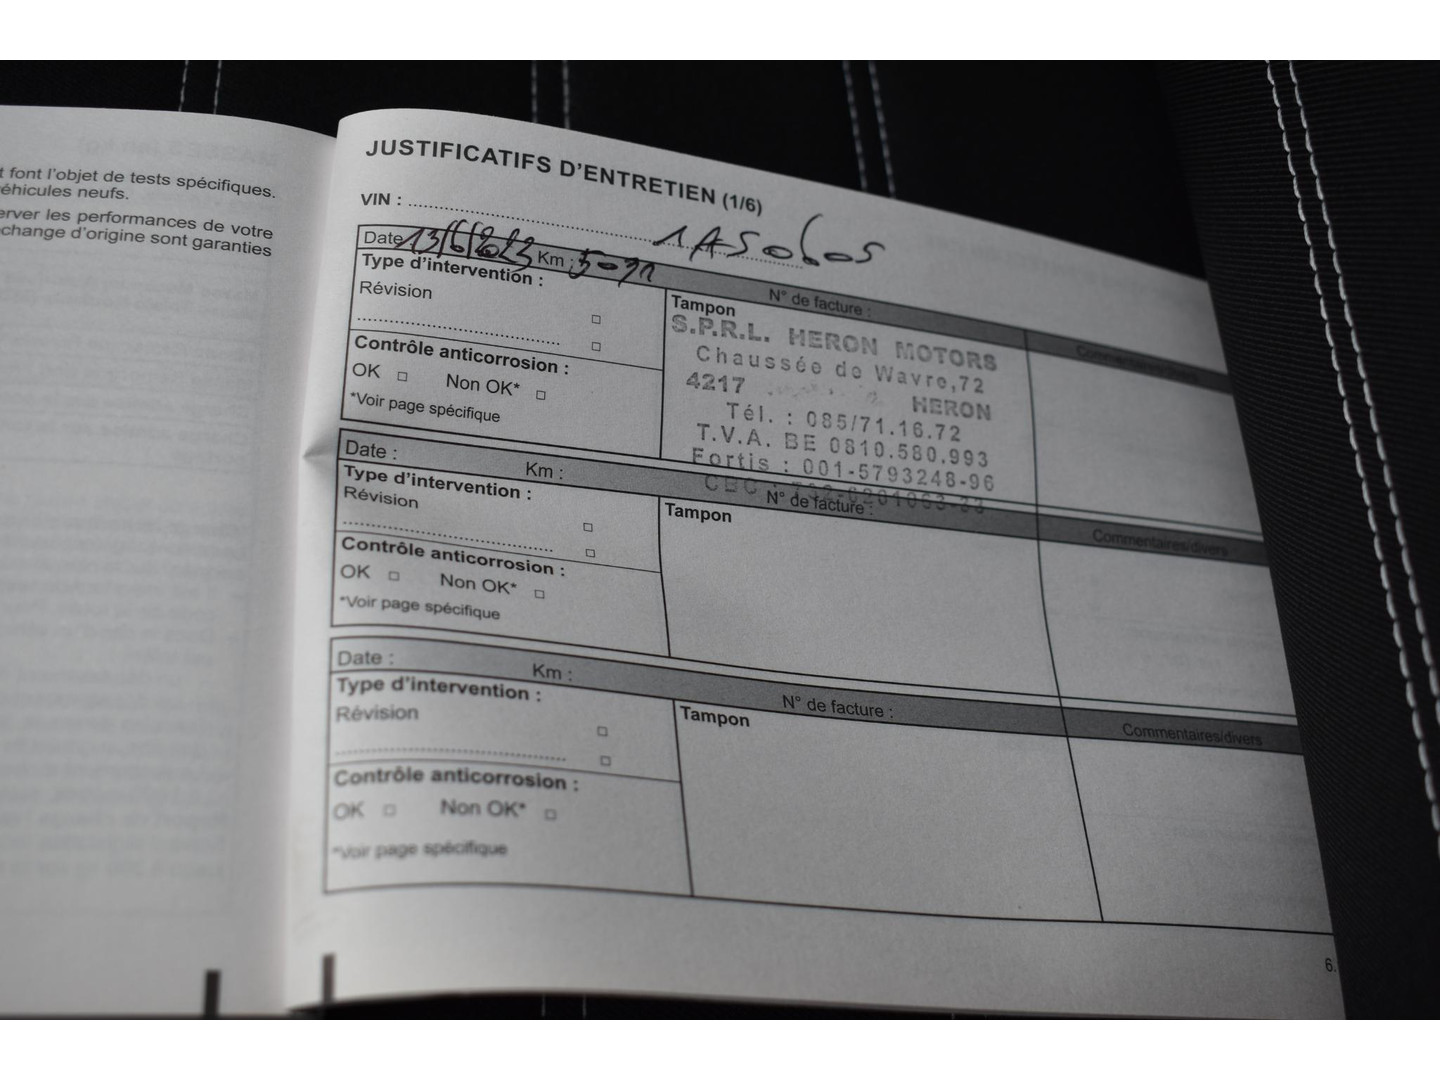 t font l'objet de tests spécifiques.
éhicules neufs.
erver les performances de votre
change d'origine sont garanties
JUSTIFICATIFS D'ENTRETIEN (1/6)
VIN :
1AS0605
Date 13/6/2023 Km : 5031
N° de facture :
Type d'intervention :
Révision
Contrôle anticorrosion :
OK Non OK*
*Voir page spécifique
Tampon
S.P.R.L. HERON MOTORS
Chaussée de Wavre,72
4217 HERON
Tél. : 085/71.16.72
T.V.A. BE 0810.580.993
Fortis : 001-5793248-96
Date : Km : N° de facture : Commentaires/divers
Type d'intervention :
Révision
Contrôle anticorrosion :
OK Non OK*
*Voir page spécifique
Tampon
Date : Km : N° de facture : Commentaires/divers
Type d'intervention :
Révision
Contrôle anticorrosion :
OK Non OK*
*Voir page spécifique
Tampon
6.